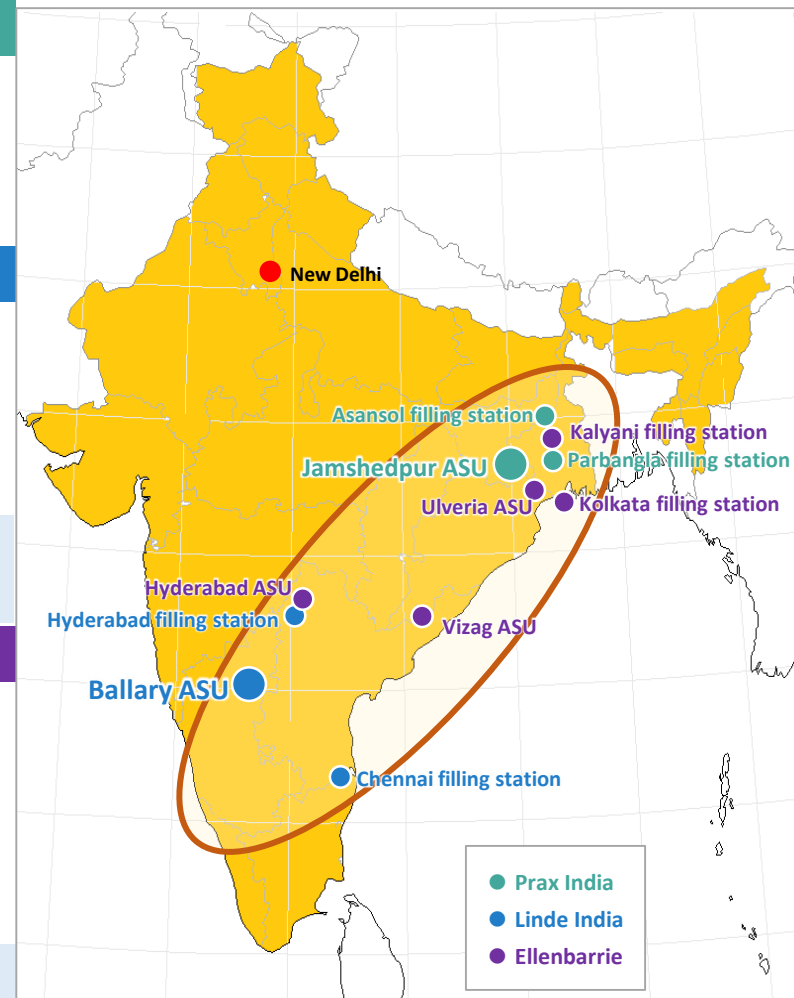 New Delhi
Asansol filling station
Kalyani filling station
Parbangla filling station
Jamshedpur ASU
Ulveria ASU
Kolkata filling station
Hyderabad ASU
Hyderabad filling station
Vizag ASU
Ballary ASU
Chennai filling station
Prax India
Linde India
Ellenbarrie